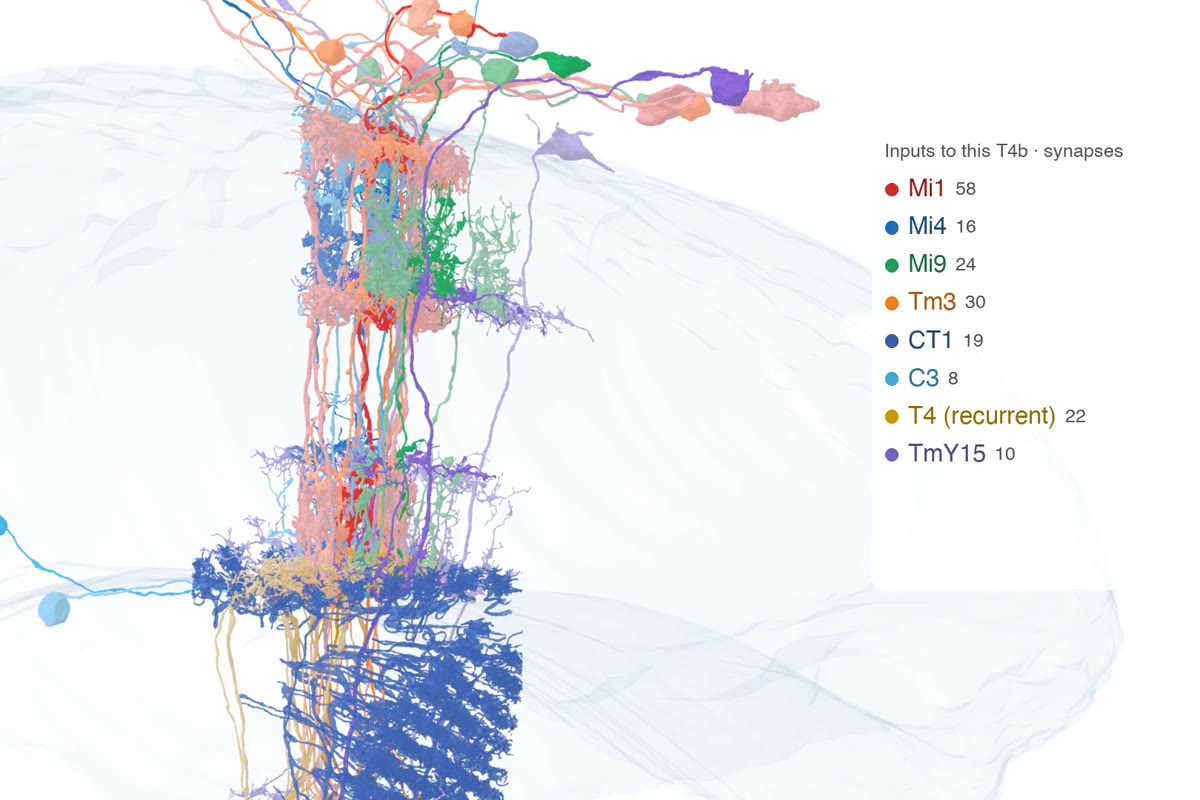 Inputs to this T4b · synapses
Mi1 58
Mi4 16
Mi9 24
Tm3 30
CT1 19
C3 8
T4 (recurrent) 22
TmY15 10